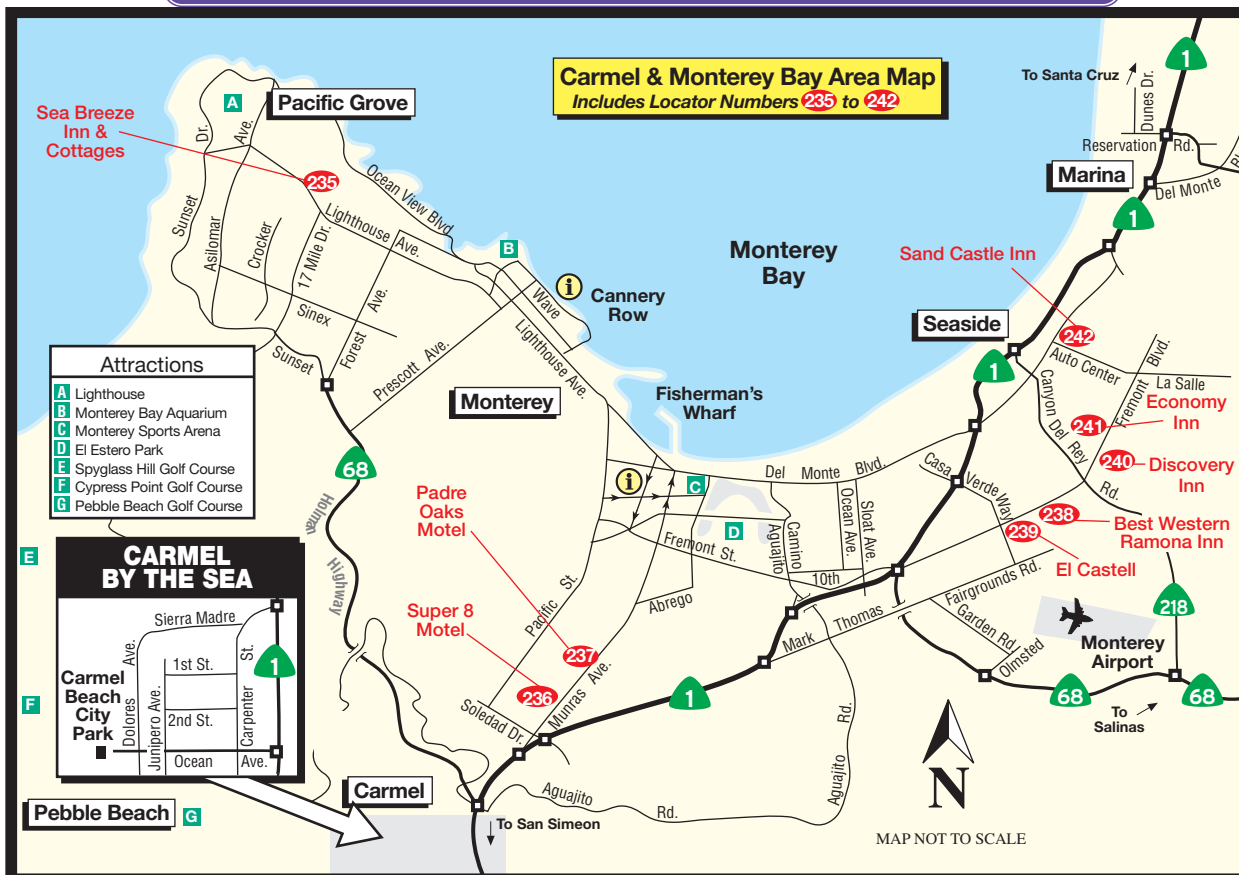 Carmel & Monterey Bay Area Map
Includes Locator Numbers 235 to 242
To Santa Cruz
1
Dunes Dr.
Reservation Rd.
Marina
Del Monte
1
A
Pacific Grove
Sea Breeze
Inn &
Cottages
235
Dr.
Sunset
Ave.
Asilomar
Crocker
17 Mile Dr.
Sinex
Sunset
Lighthouse Ave.
Ocean View Blvd.
Forest Ave.
Prescott Ave.
B
Wave
i
Cannery
Row
Lighthouse Ave.
Monterey
Bay
Sand Castle Inn
242
Seaside
1
Auto Center
La Salle
Fremont Blvd.
Canyon Del Rey Rd.
Economy
Inn
241
240
Discovery
Inn
238
Best Western
Ramona Inn
239
El Castell
Attractions
A Lighthouse
B Monterey Bay Aquarium
C Monterey Sports Arena
D El Estero Park
E Spyglass Hill Golf Course
F Cypress Point Golf Course
G Pebble Beach Golf Course
Monterey
Fisherman's
Wharf
68
Holman
Highway
i
C
D
Del Monte Blvd.
Casa Verde Way
Ocean Ave.
Sloat Ave.
Camino
Aguajito
10th
Fremont St.
Abrego
Pacific St.
Padre
Oaks
Motel
237
Super 8
Motel
236
Munras Ave.
Soledad Dr.
Mark Thomas
Fairgrounds Rd.
Garden Rd.
Olmsted
Monterey
Airport
218
68
68
To
Salinas
1
Aguajito Rd.
Aguajito
Rd.
E
F
CARMEL
BY THE SEA
Sierra Madre
Dolores Ave.
Junipero Ave.
1st St.
2nd St.
Carpenter St.
Ocean Ave.
1
Carmel
Beach
City
Park
Pebble Beach
G
Carmel
To San Simeon
N
MAP NOT TO SCALE